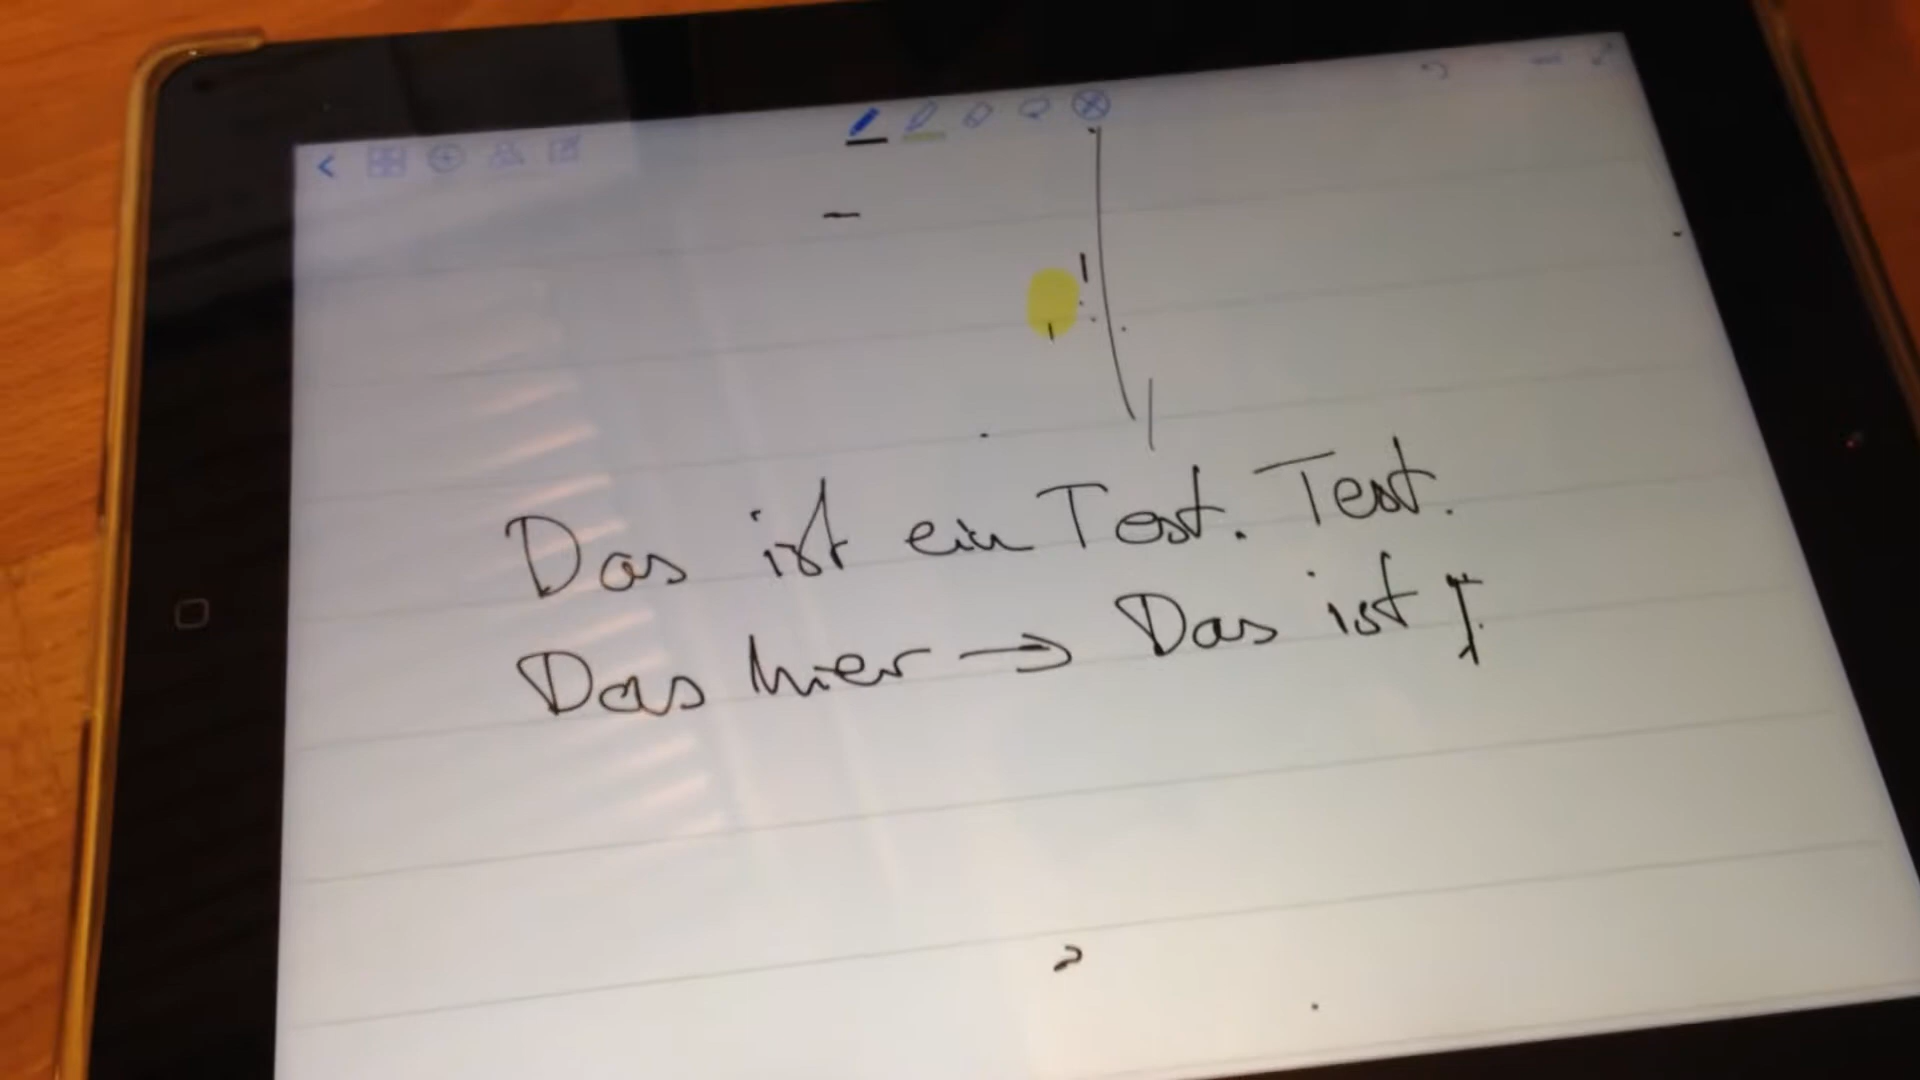 Das ist ein Test. Test.
Das hier → Das ist